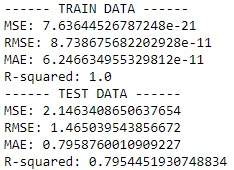 ------ TRAIN DATA ------
MSE: 7.63644526787248e-21
RMSE: 8.738675682202928e-11
MAE: 6.246634955329812e-11
R-squared: 1.0
------ TEST DATA ------
MSE: 2.1463408650637654
RMSE: 1.465039543856672
MAE: 0.7958760010909227
R-squared: 0.7954451930748834